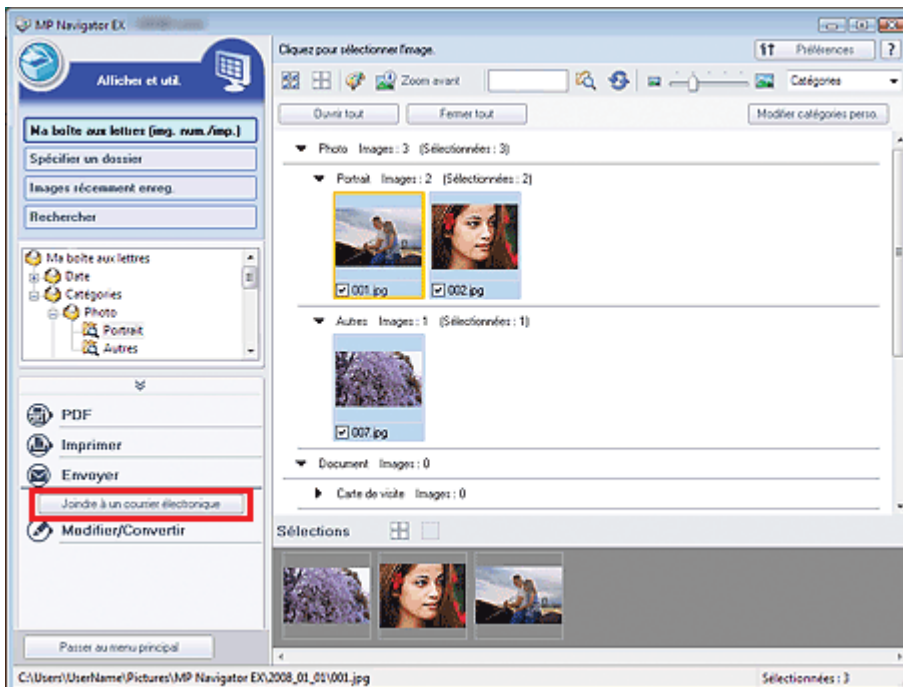 MP Navigator EX
Afficher et util.
Cliquez pour sélectionner l'image.
Préférences
?
Zoom avant
Catégories
Ouvrir tout
Fermer tout
Modifier catégories perso.
Ma boîte aux lettres (img. num./imp.)
Spécifier un dossier
Images récemment enreg.
Rechercher
Ma boîte aux lettres
Date
Catégories
Photo
Portrait
Autres
PDF
Imprimer
Envoyer
Joindre à un courrier électronique
Modifier/Convertir
Passer au menu principal
Photo Images : 3 (Sélectionnées : 3)
Portrait Images : 2 (Sélectionnées : 2)
001.jpg
002.jpg
Autres Images : 1 (Sélectionnées : 1)
007.jpg
Document Images : 0
Carte de visite Images : 0
Sélections
C:\Users\UserName\Pictures\MP Navigator EX\2008_01_01\001.jpg
Sélectionnées : 3